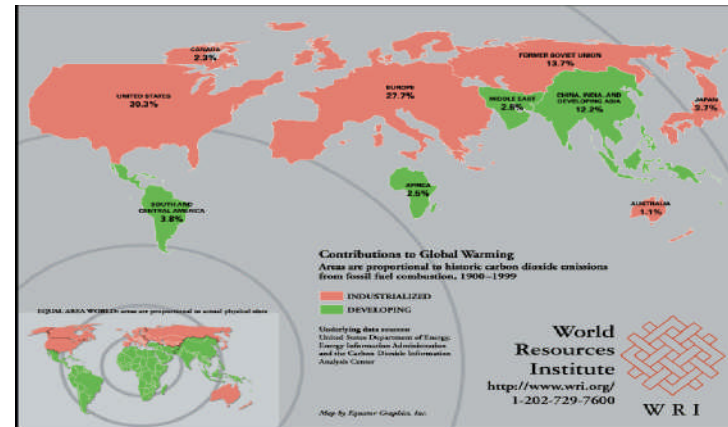 CANADA
2.3%
UNITED STATES
30.3%
EUROPE
27.7%
FORMER SOVIET UNION
13.7%
MIDDLE EAST
2.6%
CHINA, INDIA, AND
DEVELOPING ASIA
12.2%
JAPAN
3.7%
SOUTH AND
CENTRAL AMERICA
3.8%
AFRICA
2.5%
AUSTRALIA
1.1%
Contributions to Global Warming
Areas are proportional to historic carbon dioxide emissions
from fossil fuel combustion, 1900–1999
INDUSTRIALIZED
DEVELOPING
Underlying data sources:
United States Department of Energy,
Energy Information Administration
and the Carbon Dioxide Information
Analysis Center
EQUAL AREA WORLD: areas are proportional to actual physical sizes
Map by Equator Graphics, Inc.
World
Resources
Institute
http://www.wri.org/
1-202-729-7600
WRI